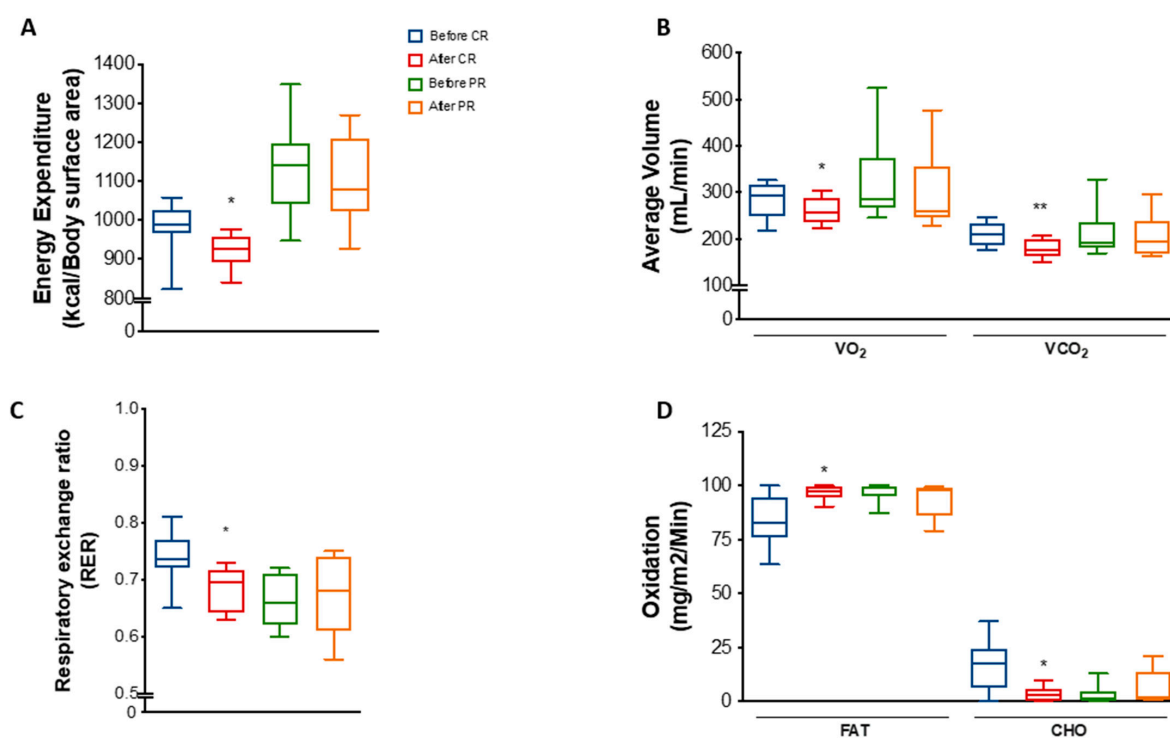 A
Energy Expenditure
(kcal/Body surface area)
1400
1300
1200
1100
1000
900
800
0
*
Before CR
After CR
Before PR
After PR
B
Average Volume
(mL/min)
600
500
400
300
200
100
0
*
**
VO₂
VCO₂
C
Respiratory exchange ratio
(RER)
1.0
0.9
0.8
0.7
0.6
0.5
0
*
D
Oxidation
(mg/m2/Min)
125
100
75
50
25
0
*
*
FAT
CHO